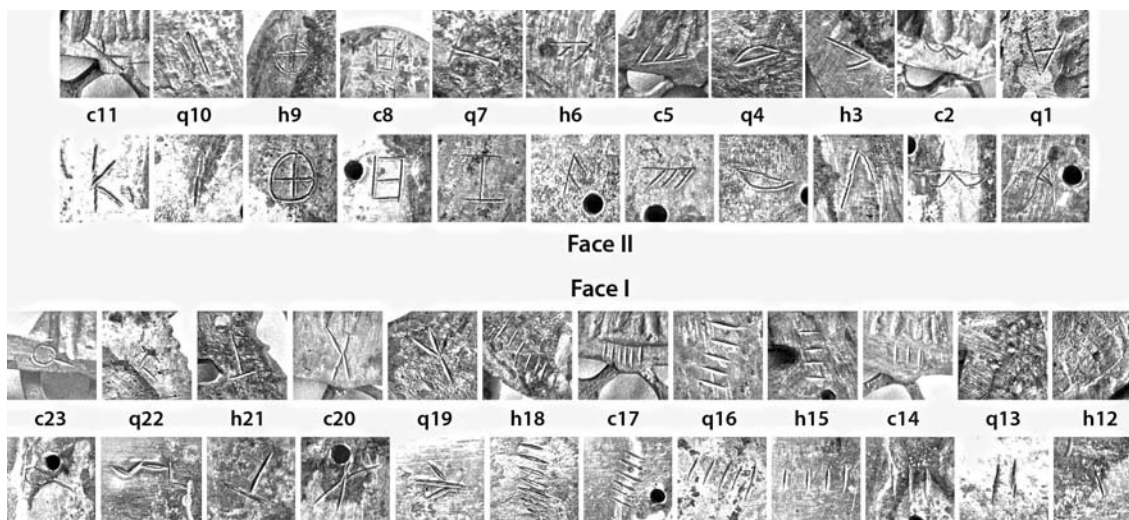 c11 q10 h9 c8 q7 h6 c5 q4 h3 c2 q1
Face II
Face I
c23 q22 h21 c20 q19 h18 c17 q16 h15 c14 q13 h12